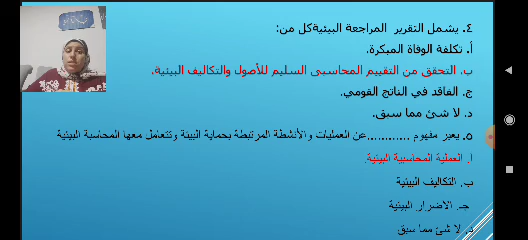 ٤. يشمل التقرير المراجعة البيئيةكل من:
أ. تكلفة الوفاة المبكرة.
ب. التحقق من التقييم المحاسبى السليم للأصول والتكاليف البيئية.
ج. الفاقد في الناتج القومي.
د. لا شئ مما سبق.
٥. يعبر مفهوم ............عن العمليات والأنشطة المرتبطة بحماية البيئة وتتعامل معها المحاسبة البيئية
أ. العملية المحاسبية البيئية.
ب. التكاليف البيئية
جـ. الاضرار البيئية
د. لا شئ مما سبق